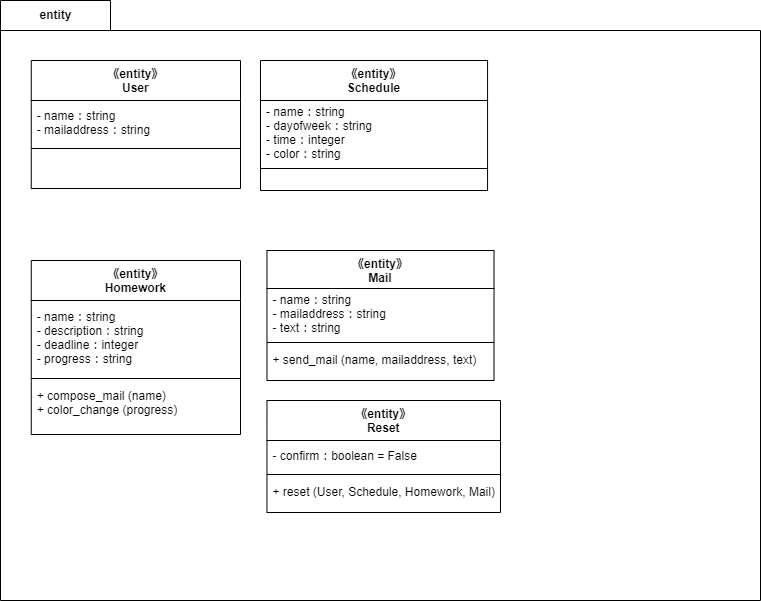 entity
《entity》
User
- name：string
- mailaddress：string
《entity》
Schedule
- name：string
- dayofweek：string
- time：integer
- color：string
《entity》
Homework
- name：string
- description：string
- deadline：integer
- progress：string
+ compose_mail (name)
+ color_change (progress)
《entity》
Mail
- name：string
- mailaddress：string
- text：string
+ send_mail (name, mailaddress, text)
《entity》
Reset
- confirm：boolean = False
+ reset (User, Schedule, Homework, Mail)